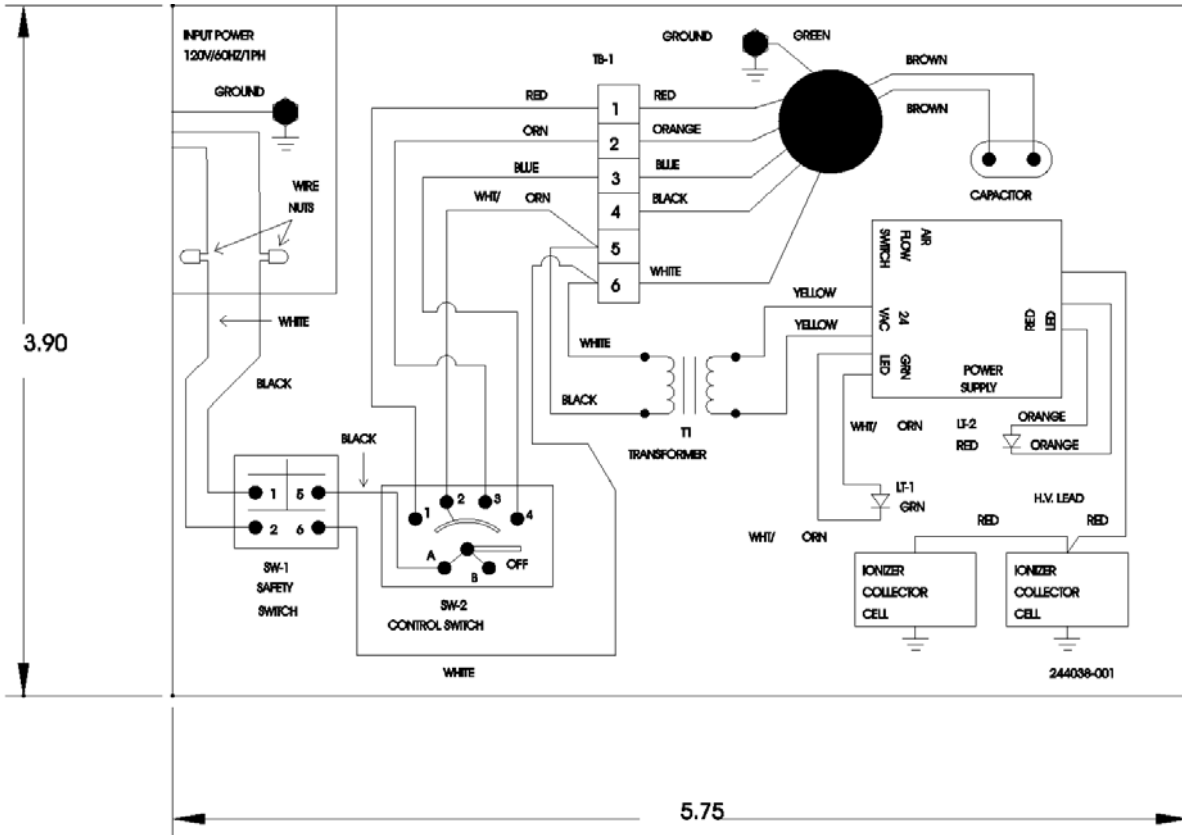 INPUT POWER
120V/60HZ/1PH
GROUND
WIRE
NUTS
WHITE
BLACK
BLACK
1
5
2
6
SW-1
SAFETY
SWITCH
1
2
3
4
A
B
OFF
SW-2
CONTROL SWITCH
WHITE
TB-1
RED
ORN
BLUE
WHT/ ORN
1
2
3
4
5
6
RED
ORANGE
BLUE
BLACK
WHITE
GROUND
GREEN
BROWN
BROWN
CAPACITOR
WHITE
BLACK
T1
TRANSFORMER
YELLOW
YELLOW
AIR
FLOW
SWITCH
24
VAC
GRN
LED
LED
RED
POWER
SUPPLY
WHT/ ORN
LT-2
RED
ORANGE
ORANGE
LT-1
GRN
WHT/ ORN
H.V. LEAD
RED
RED
IONIZER
COLLECTOR
CELL
IONIZER
COLLECTOR
CELL
244038-001
3.90
5.75